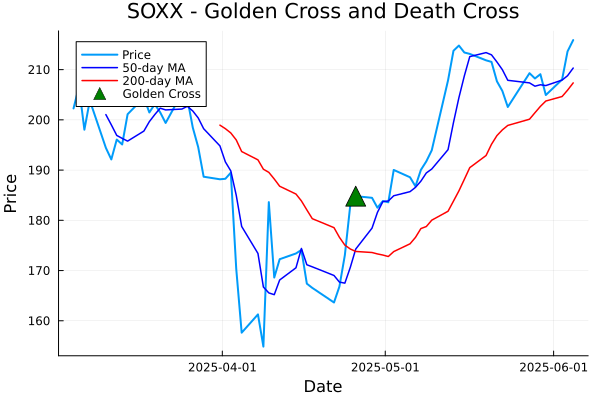 SOXX - Golden Cross and Death Cross
Price
50-day MA
200-day MA
Golden Cross
210
200
190
180
170
160
Price
2025-04-01
2025-05-01
2025-06-01
Date